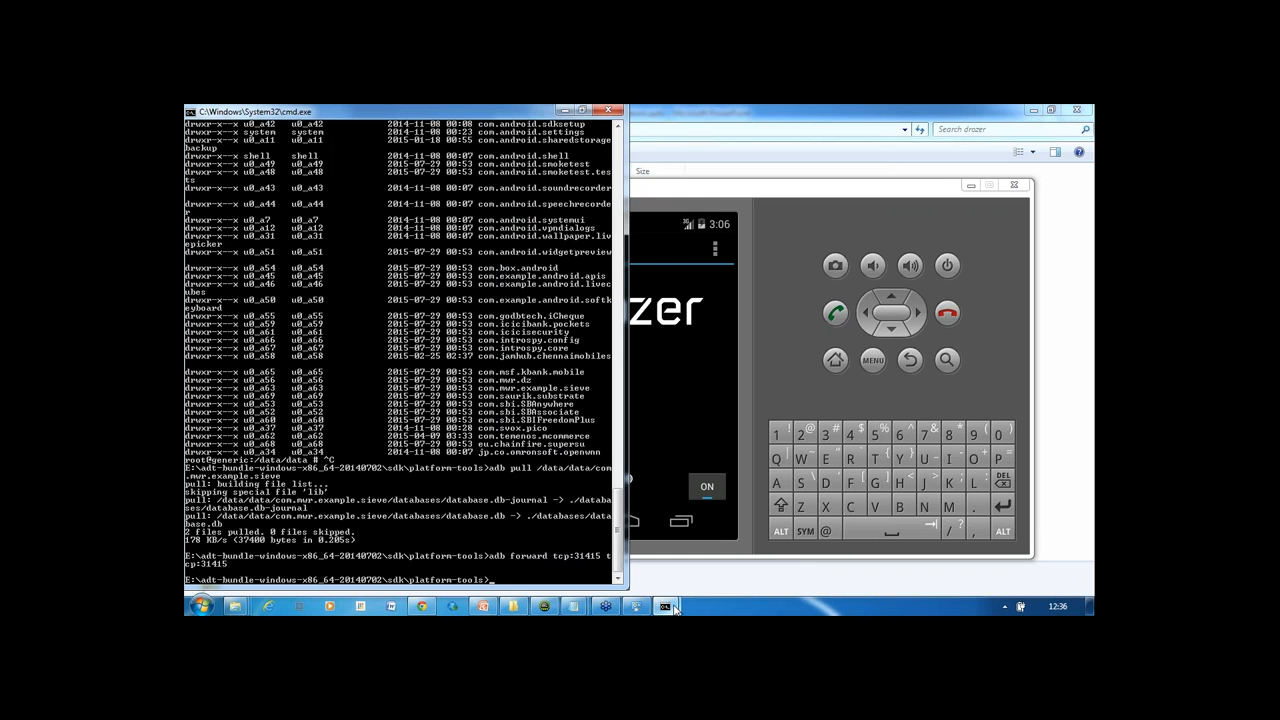 C:\Windows\System32\cmd.exe
drwxr-x--x u0_a42 u0_a42 2014-11-08 00:08 com.android.sdksetup
drwxr-x--x system system 2014-11-08 00:23 com.android.settings
drwxr-x--x u0_a11 u0_a11 2015-01-18 00:55 com.android.sharedstorage
backup
drwxr-x--x shell shell 2014-11-08 00:07 com.android.shell
drwxr-x--x u0_a49 u0_a49 2015-07-29 00:53 com.android.smoketest
drwxr-x--x u0_a48 u0_a48 2015-07-29 00:53 com.android.smoketest.tes
ts
drwxr-x--x u0_a43 u0_a43 2014-11-08 00:07 com.android.soundrecorder
drwxr-x--x u0_a44 u0_a44 2014-11-08 00:07 com.android.speechrecorde
r
drwxr-x--x u0_a7 u0_a7 2014-11-08 00:07 com.android.systemui
drwxr-x--x u0_a12 u0_a12 2014-11-08 00:07 com.android.vpndialogs
drwxr-x--x u0_a31 u0_a31 2014-11-08 00:07 com.android.wallpaper.liv
epicker
drwxr-x--x u0_a51 u0_a51 2015-07-29 00:53 com.android.widgetpreview
drwxr-x--x u0_a54 u0_a54 2015-07-29 00:53 com.box.android
drwxr-x--x u0_a45 u0_a45 2015-07-29 00:53 com.example.android.apis
drwxr-x--x u0_a46 u0_a46 2015-07-29 00:53 com.example.android.livec
ubes
drwxr-x--x u0_a50 u0_a50 2015-07-29 00:53 com.example.android.softk
eyboard
drwxr-x--x u0_a55 u0_a55 2015-07-29 00:53 com.godbtech.iCheque
drwxr-x--x u0_a59 u0_a59 2015-07-29 00:53 com.icicibank.pockets
drwxr-x--x u0_a61 u0_a61 2015-07-29 00:53 com.icicisecurity
drwxr-x--x u0_a66 u0_a66 2015-07-29 00:53 com.introspy.config
drwxr-x--x u0_a67 u0_a67 2015-07-29 00:53 com.introspy.core
drwxr-x--x u0_a58 u0_a58 2015-02-25 02:37 com.jamhub.chennaimobiles
drwxr-x--x u0_a65 u0_a65 2015-07-29 00:53 com.msf.kbank.mobile
drwxr-x--x u0_a56 u0_a56 2015-07-29 00:53 com.mwr.dz
drwxr-x--x u0_a63 u0_a63 2015-07-29 00:53 com.mwr.example.sieve
drwxr-x--x u0_a69 u0_a69 2015-07-29 00:53 com.saurik.substrate
drwxr-x--x u0_a53 u0_a53 2015-07-29 00:53 com.sbi.SBAnywhere
drwxr-x--x u0_a52 u0_a52 2015-07-29 00:53 com.sbi.SBAssociate
drwxr-x--x u0_a60 u0_a60 2015-07-29 00:53 com.sbi.SBIFreedomPlus
drwxr-x--x u0_a37 u0_a37 2014-11-08 00:28 com.svox.pico
drwxr-x--x u0_a62 u0_a62 2015-04-09 03:33 com.temenos.mcommerce
drwxr-x--x u0_a68 u0_a68 2015-07-29 00:53 eu.chainfire.supersu
drwxr-x--x u0_a34 u0_a34 2014-11-08 00:07 jp.co.omronsoft.openwnn
root@generic:/data/data # ^C
E:\adt-bundle-windows-x86_64-20140702\sdk\platform-tools>adb pull /data/data/com
.mwr.example.sieve
pull: building file list...
skipping special file 'lib'
pull: /data/data/com.mwr.example.sieve/databases/database.db-journal -> ./databa
ses/database.db-journal
pull: /data/data/com.mwr.example.sieve/databases/database.db -> ./databases/data
base.db
2 files pulled. 0 files skipped.
178 KB/s (37400 bytes in 0.205s)
E:\adt-bundle-windows-x86_64-20140702\sdk\platform-tools>adb forward tcp:31415 t
cp:31415
E:\adt-bundle-windows-x86_64-20140702\sdk\platform-tools>_
Search drozer
Size
3G 3:06
zer
ON
MENU
1 ! 2 @ 3 # 4 $ 5 % 6 ^ 7 & 8 * 9 ( 0 )
Q W E R T Y U I O P
A S D F G H J K L DEL
Z X C V B N M .
ALT SYM @ / ? , ALT
12:36